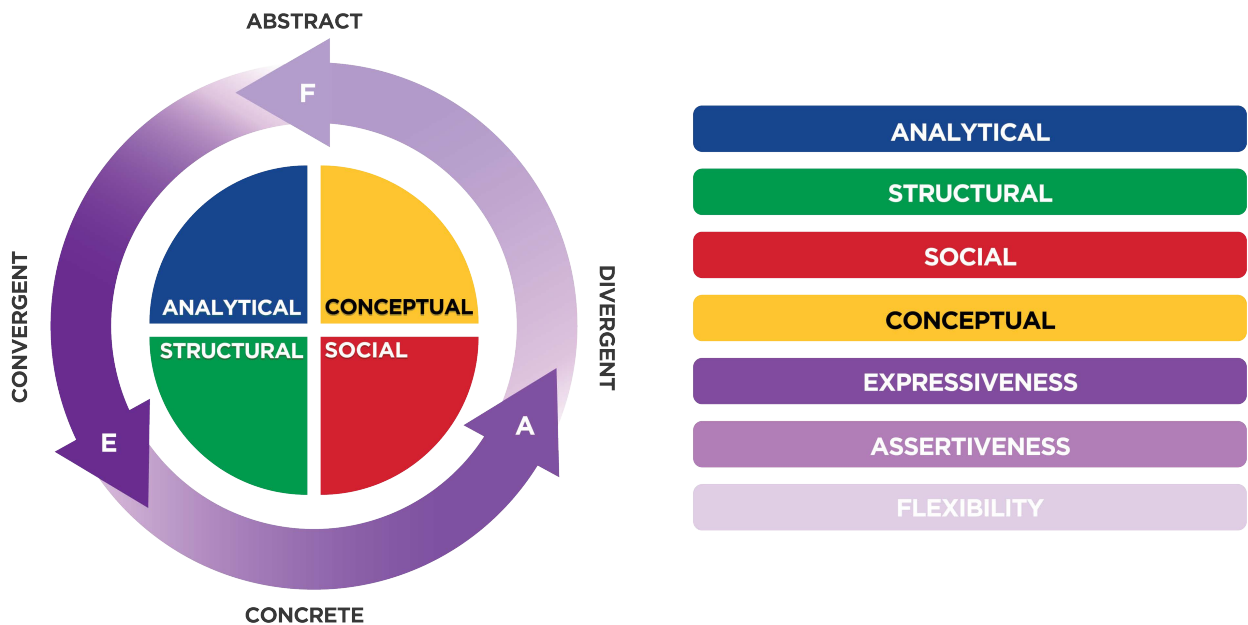 ABSTRACT
F
CONVERGENT
DIVERGENT
ANALYTICAL
CONCEPTUAL
STRUCTURAL
SOCIAL
E
A
CONCRETE
ANALYTICAL
STRUCTURAL
SOCIAL
CONCEPTUAL
EXPRESSIVENESS
ASSERTIVENESS
FLEXIBILITY